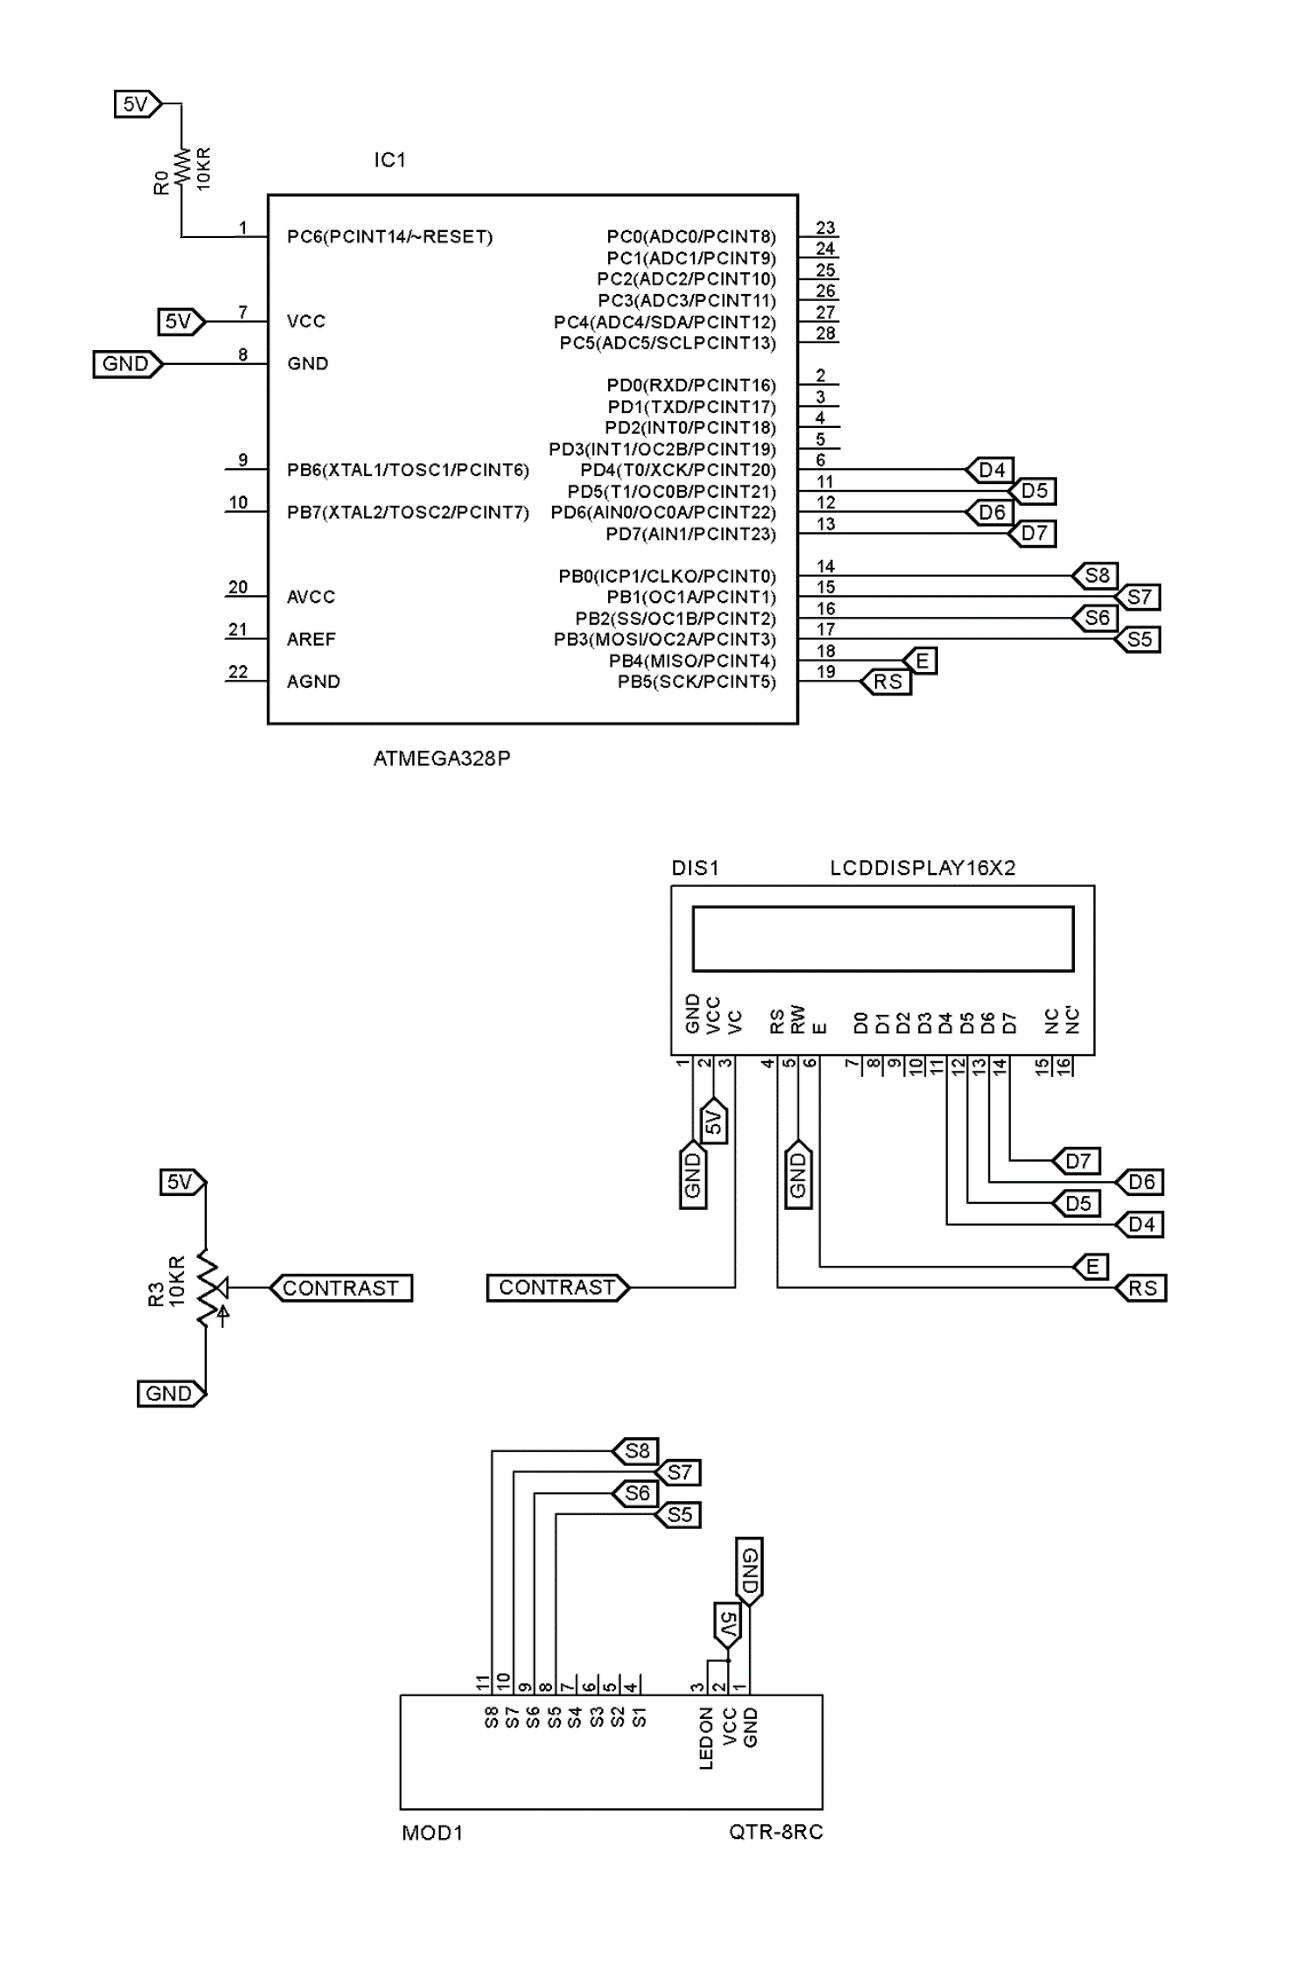 5V
R0
10KR
IC1
1 PC6(PCINT14/~RESET)
5V 7 VCC
GND 8 GND
9 PB6(XTAL1/TOSC1/PCINT6)
10 PB7(XTAL2/TOSC2/PCINT7)
20 AVCC
21 AREF
22 AGND
PC0(ADC0/PCINT8) 23
PC1(ADC1/PCINT9) 24
PC2(ADC2/PCINT10) 25
PC3(ADC3/PCINT11) 26
PC4(ADC4/SDA/PCINT12) 27
PC5(ADC5/SCLPCINT13) 28
PD0(RXD/PCINT16) 2
PD1(TXD/PCINT17) 3
PD2(INT0/PCINT18) 4
PD3(INT1/OC2B/PCINT19) 5
PD4(T0/XCK/PCINT20) 6 D4
PD5(T1/OC0B/PCINT21) 11 D5
PD6(AIN0/OC0A/PCINT22) 12 D6
PD7(AIN1/PCINT23) 13 D7
PB0(ICP1/CLKO/PCINT0) 14 S8
PB1(OC1A/PCINT1) 15 S7
PB2(SS/OC1B/PCINT2) 16 S6
PB3(MOSI/OC2A/PCINT3) 17 S5
PB4(MISO/PCINT4) 18 E
PB5(SCK/PCINT5) 19 RS
ATMEGA328P
DIS1 LCDDISPLAY16X2
GND VCC VC RS RW E D0 D1 D2 D3 D4 D5 D6 D7 NC NC'
1 2 3 4 5 6 7 8 9 10 11 12 13 14 15 16
5V
GND GND
D7
D6
D5
D4
E
RS
5V
R3
10KR
CONTRAST CONTRAST
GND
S8
S7
S6
S5
GND
5V
11 10 9 8 7 6 5 4 3 2 1
S8 S7 S6 S5 S4 S3 S2 S1 LEDON VCC GND
MOD1 QTR-8RC